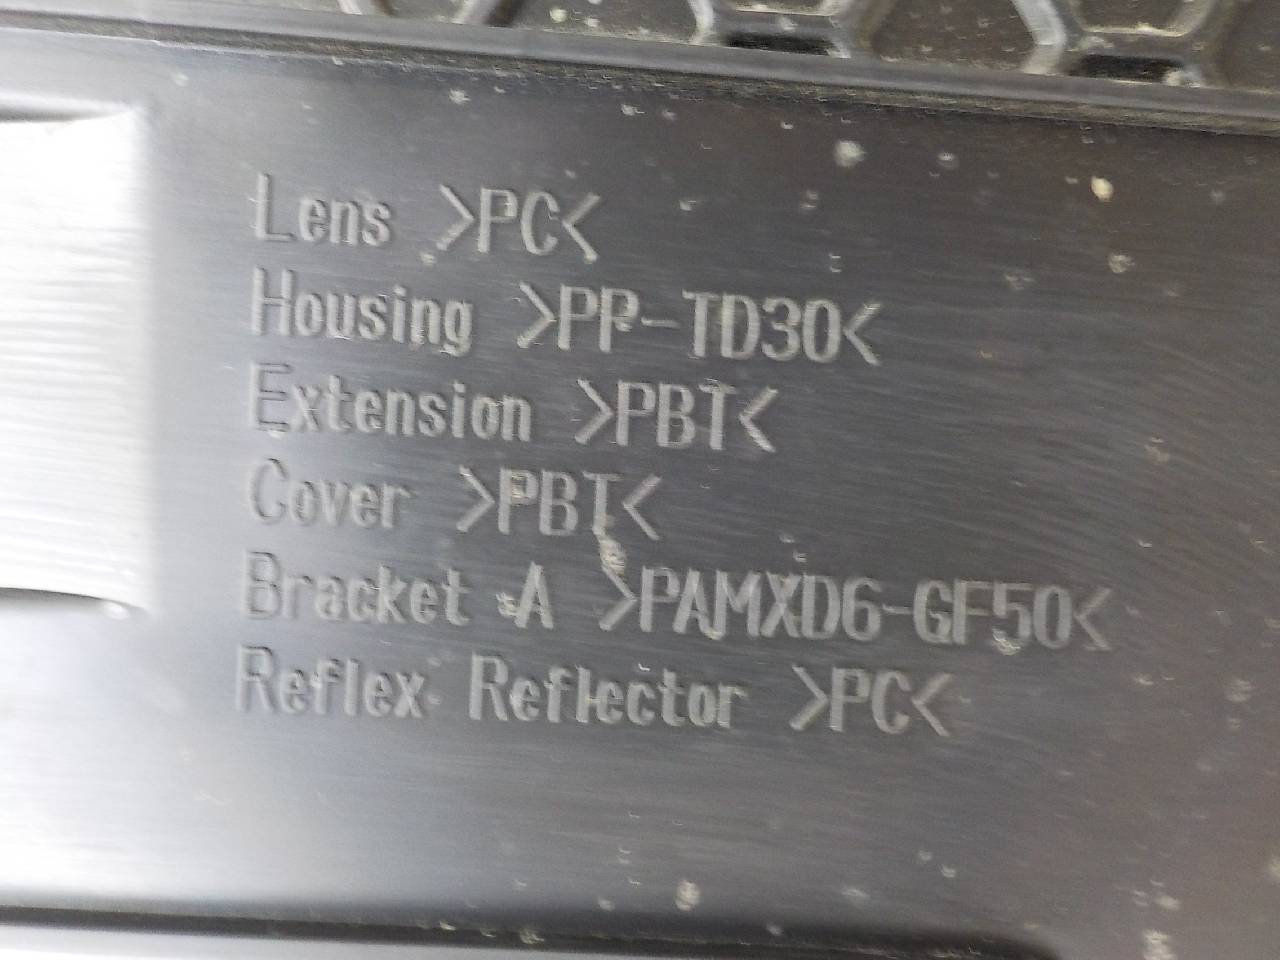 Lens >PC<
Housing >PP-TD30<
Extension >PBT<
Cover >PBT<
Bracket A >PAMXD6-GF50<
Reflex Reflector >PC<